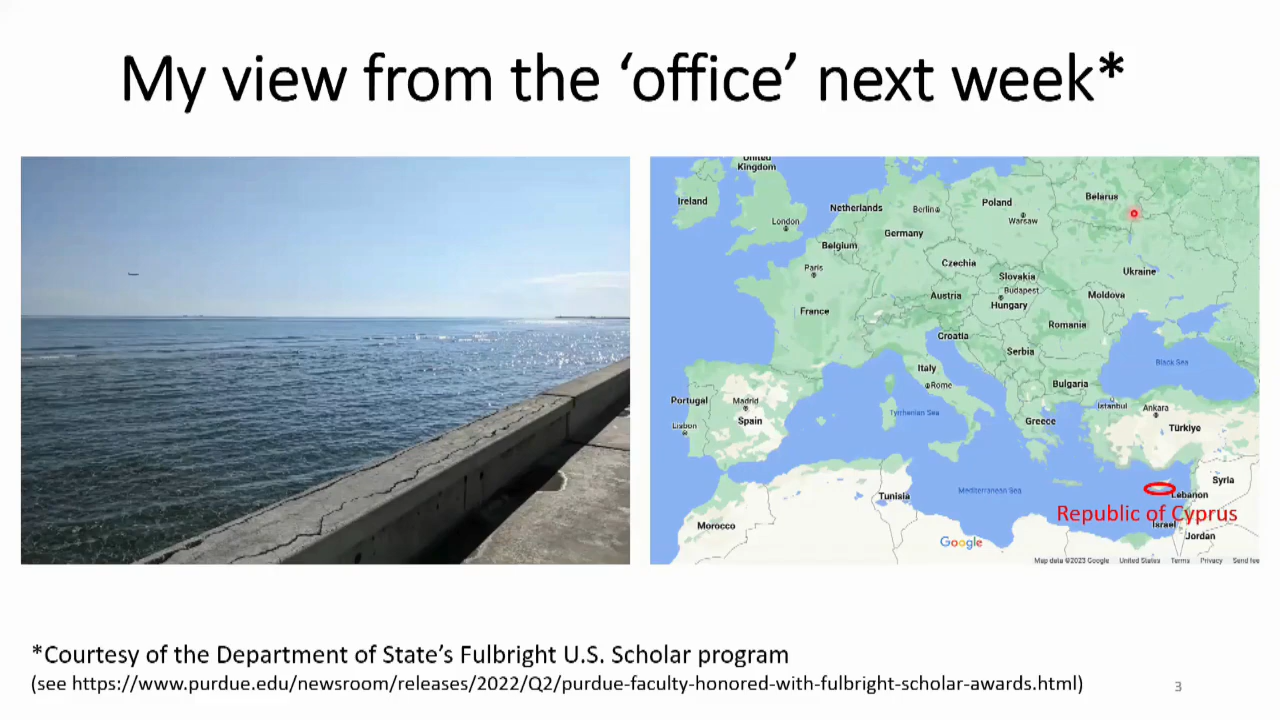 My view from the ‘office’ next week*
United
Kingdom
Ireland
London
Netherlands
Berlin
Poland
Warsaw
Belarus
Belgium
Germany
Paris
Czechia
Slovakia
Ukraine
France
Austria
Budapest
Hungary
Moldova
Croatia
Romania
Serbia
Black Sea
Italy
Rome
Bulgaria
Portugal
Madrid
Spain
Lisbon
Tyrrhenian Sea
Greece
Istanbul
Ankara
Türkiye
Tunisia
Mediterranean Sea
Syria
Lebanon
Republic of Cyprus
Morocco
Israel
Jordan
Google
Map data ©2023 Google United States Terms Privacy Send fee
*Courtesy of the Department of State’s Fulbright U.S. Scholar program
(see https://www.purdue.edu/newsroom/releases/2022/Q2/purdue-faculty-honored-with-fulbright-scholar-awards.html)
3